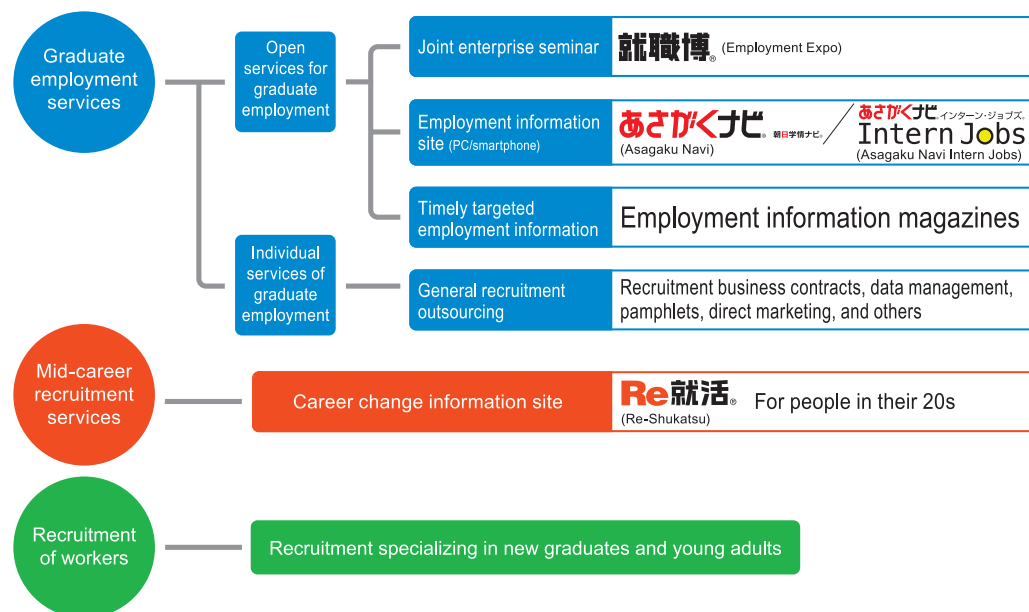 Graduate
employment
services
Open
services for
graduate
employment
Joint enterprise seminar
就職博® (Employment Expo)
Employment information
site (PC/smartphone)
あさがくナビ® 朝日学情ナビ®
(Asagaku Navi)
あさがくナビ®インターン・ジョブズ®
Intern Jobs
(Asagaku Navi Intern Jobs)
Timely targeted
employment information
Employment information magazines
Individual
services of
graduate
employment
General recruitment
outsourcing
Recruitment business contracts, data management,
pamphlets, direct marketing, and others
Mid-career
recruitment
services
Career change information site
Re就活® For people in their 20s
(Re-Shukatsu)
Recruitment
of workers
Recruitment specializing in new graduates and young adults